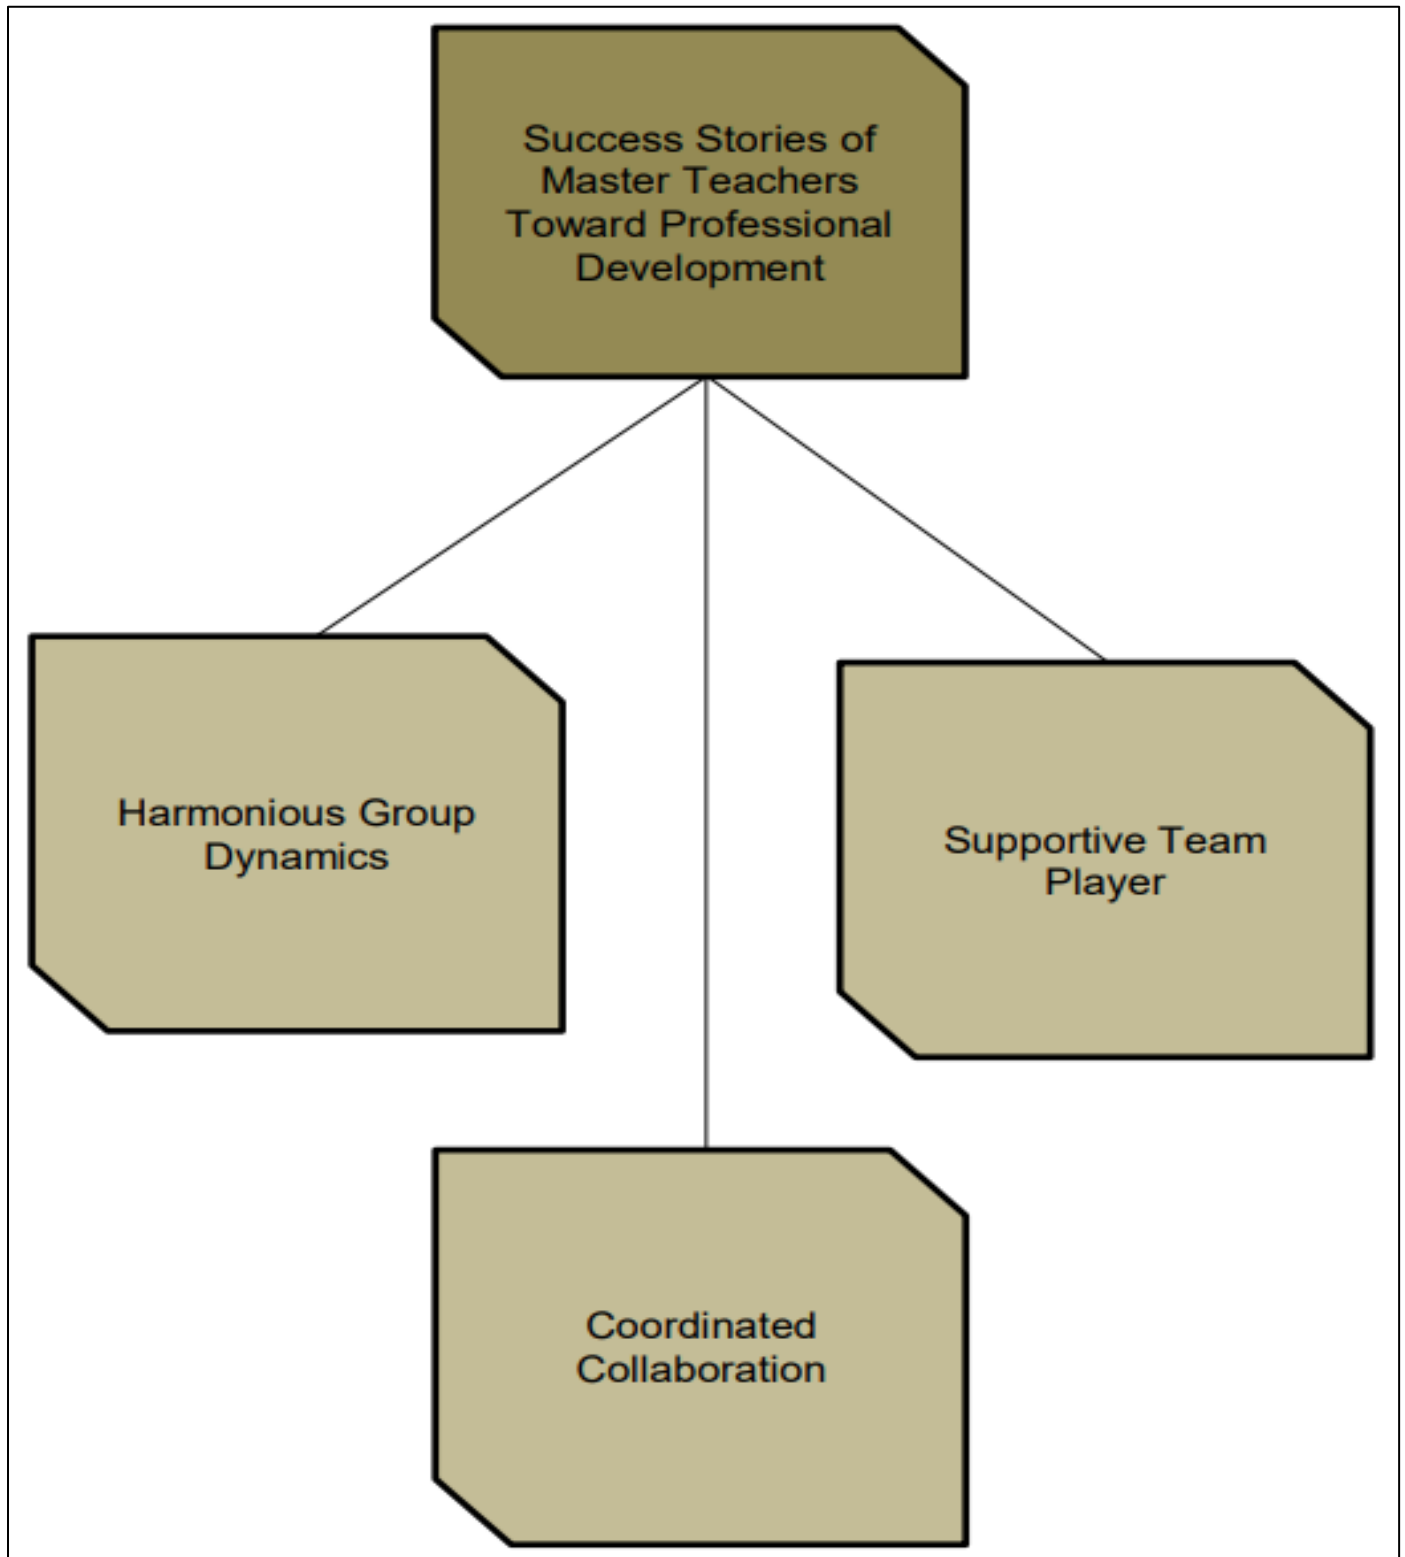 Success Stories of
Master Teachers
Toward Professional
Development
Harmonious Group
Dynamics
Supportive Team
Player
Coordinated
Collaboration